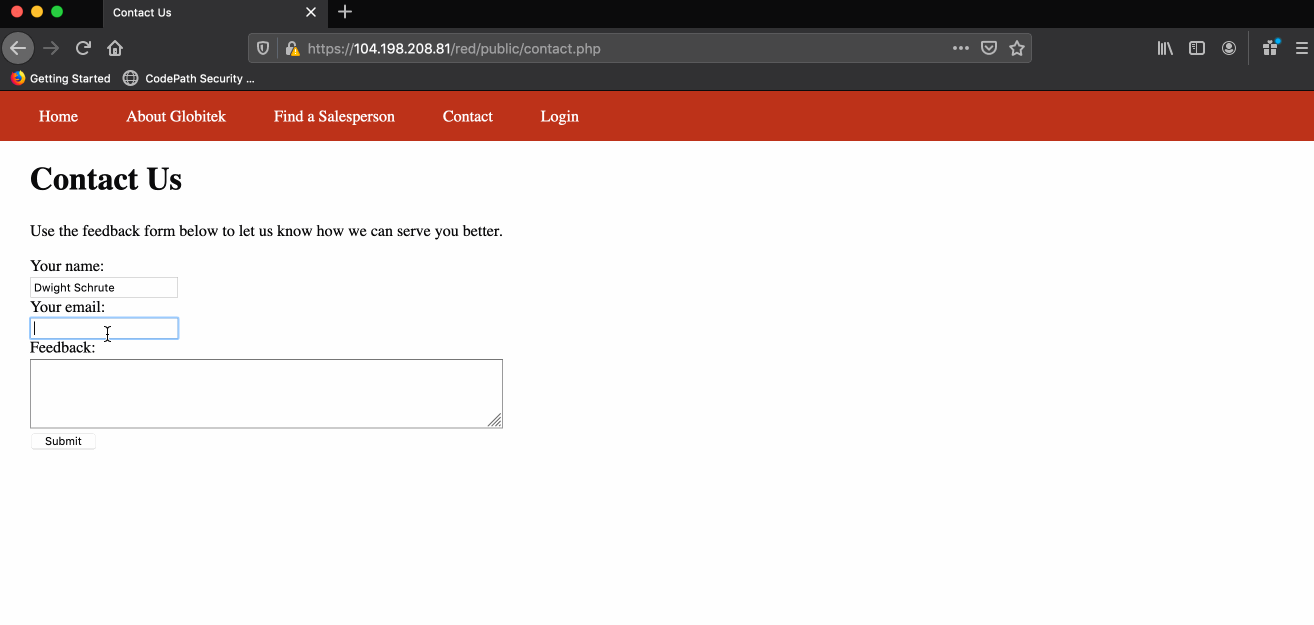 Contact Us
https://104.198.208.81/red/public/contact.php
Getting Started CodePath Security ...
Home About Globitek Find a Salesperson Contact Login
Contact Us
Use the feedback form below to let us know how we can serve you better.
Your name:
Dwight Schrute
Your email:
Feedback:
Submit